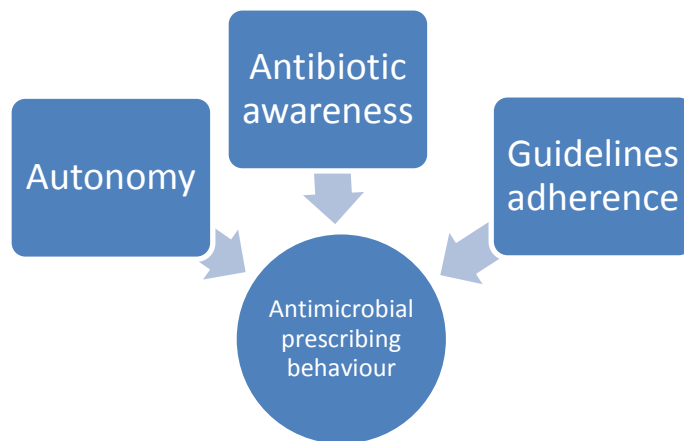 Antibiotic
awareness
Autonomy
Guidelines
adherence
Antimicrobial
prescribing
behaviour